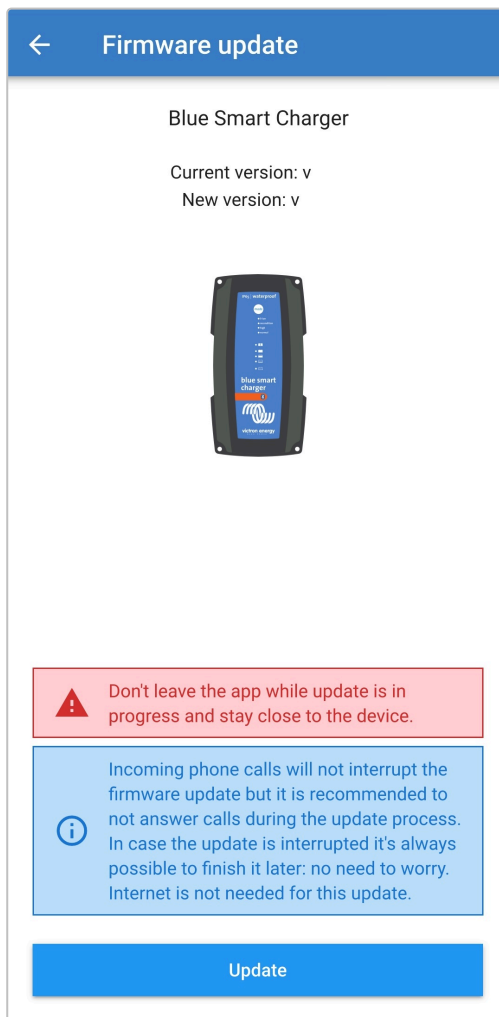 Firmware update
Blue Smart Charger
Current version: v
New version: v
waterproof
blue smart
charger
victron energy
Don't leave the app while update is in
progress and stay close to the device.
Incoming phone calls will not interrupt the
firmware update but it is recommended to
not answer calls during the update process.
In case the update is interrupted it's always
possible to finish it later: no need to worry.
Internet is not needed for this update.
Update